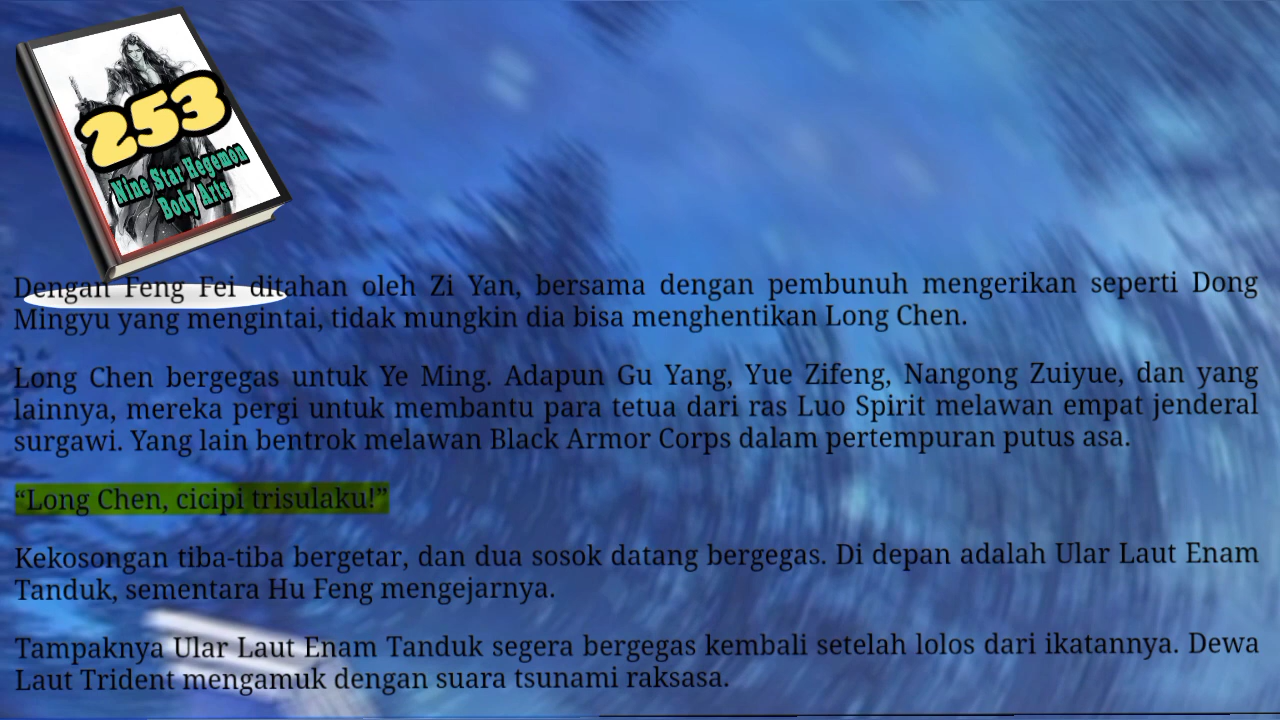 253
Nine Star Hegemon
Body Arts
Dengan Feng Fei ditahan oleh Zi Yan, bersama dengan pembunuh mengerikan seperti Dong
Mingyu yang mengintai, tidak mungkin dia bisa menghentikan Long Chen.
Long Chen bergegas untuk Ye Ming. Adapun Gu Yang, Yue Zifeng, Nangong Zuiyue, dan yang
lainnya, mereka pergi untuk membantu para tetua dari ras Luo Spirit melawan empat jenderal
surgawi. Yang lain bentrok melawan Black Armor Corps dalam pertempuran putus asa.
“Long Chen, cicipi trisulaku!”
Kekosongan tiba-tiba bergetar, dan dua sosok datang bergegas. Di depan adalah Ular Laut Enam
Tanduk, sementara Hu Feng mengejarnya.
Tampaknya Ular Laut Enam Tanduk segera bergegas kembali setelah lolos dari ikatannya. Dewa
Laut Trident mengamuk dengan suara tsunami raksasa.